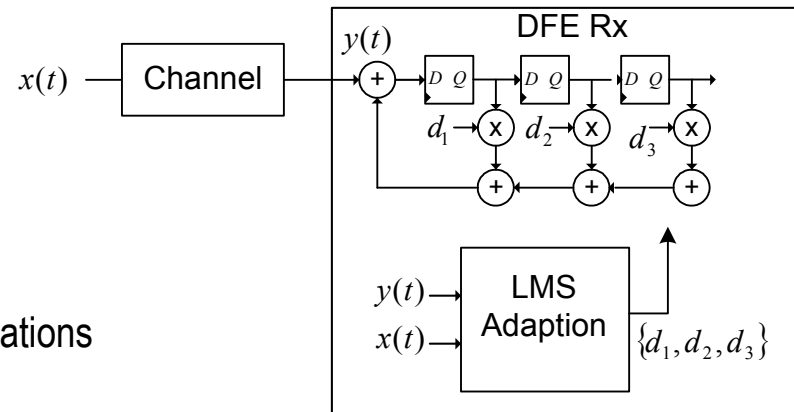 DFE Rx
y(t)
x(t)
Channel
+
D Q
D Q
D Q
d₁
x
d₂
x
d₃
x
+
+
+
y(t)
x(t)
LMS
Adaption
{d₁, d₂, d₃}
ations